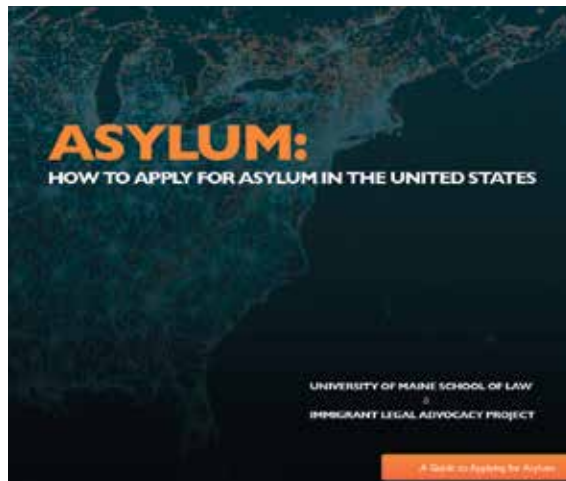 ASYLUM:
HOW TO APPLY FOR ASYLUM IN THE UNITED STATES
UNIVERSITY OF MAINE SCHOOL OF LAW
&
IMMIGRANT LEGAL ADVOCACY PROJECT
A Guide to Applying for Asylum